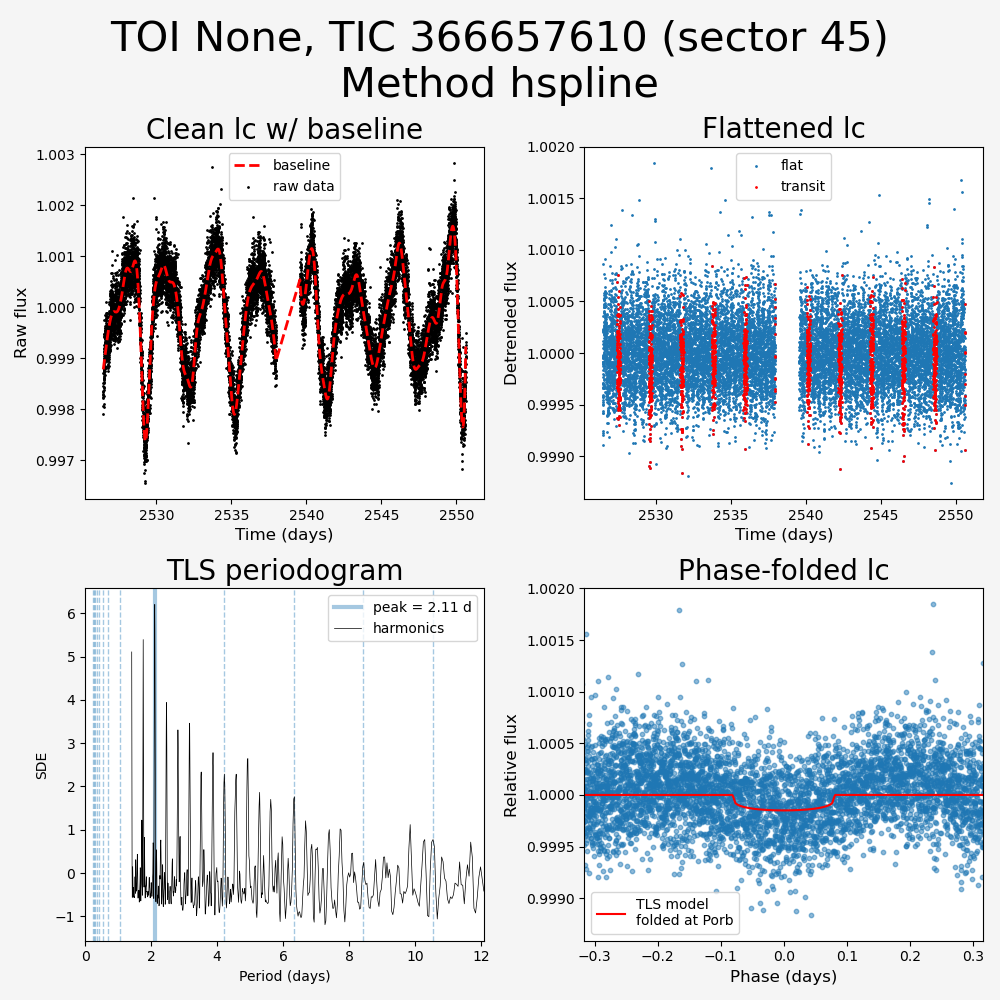 TOI None, TIC 366657610 (sector 45)
Method hspline
Clean lc w/ baseline
baseline
raw data
1.003
1.002
1.001
1.000
0.999
0.998
0.997
Raw flux
2530
2535
2540
2545
2550
Time (days)
Flattened lc
flat
transit
1.0020
1.0015
1.0010
1.0005
1.0000
0.9995
0.9990
Detrended flux
2530
2535
2540
2545
2550
Time (days)
TLS periodogram
peak = 2.11 d
harmonics
6
5
4
3
2
1
0
−1
SDE
0
2
4
6
8
10
12
Period (days)
Phase-folded lc
1.0020
1.0015
1.0010
1.0005
1.0000
0.9995
0.9990
Relative flux
TLS model
folded at Porb
−0.3
−0.2
−0.1
0.0
0.1
0.2
0.3
Phase (days)